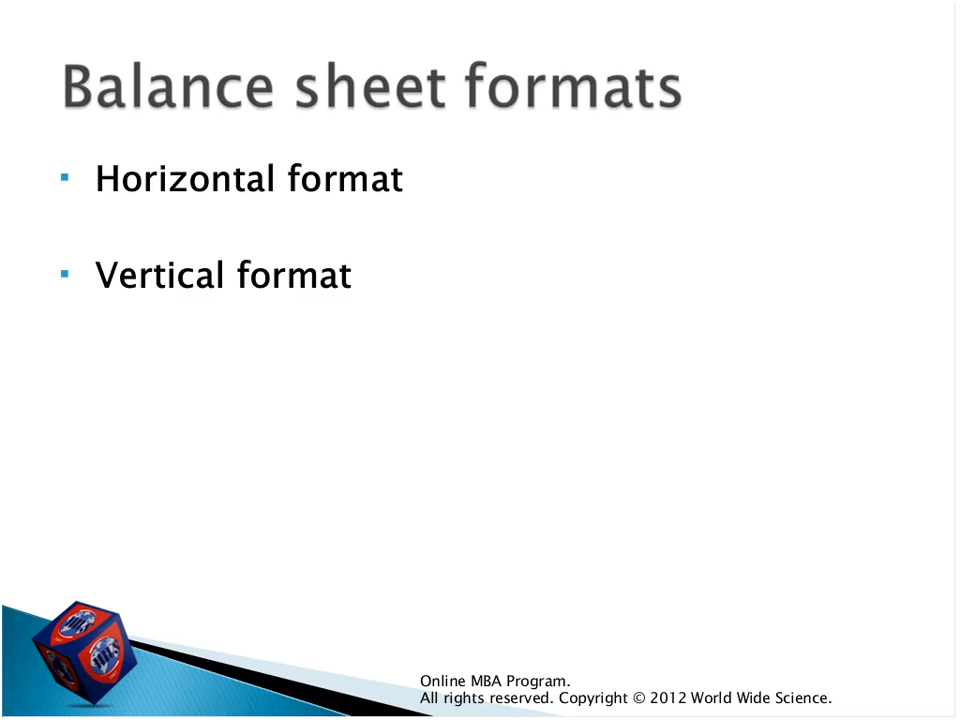 Balance sheet formats
▪ Horizontal format
▪ Vertical format
Online MBA Program.
All rights reserved. Copyright © 2012 World Wide Science.